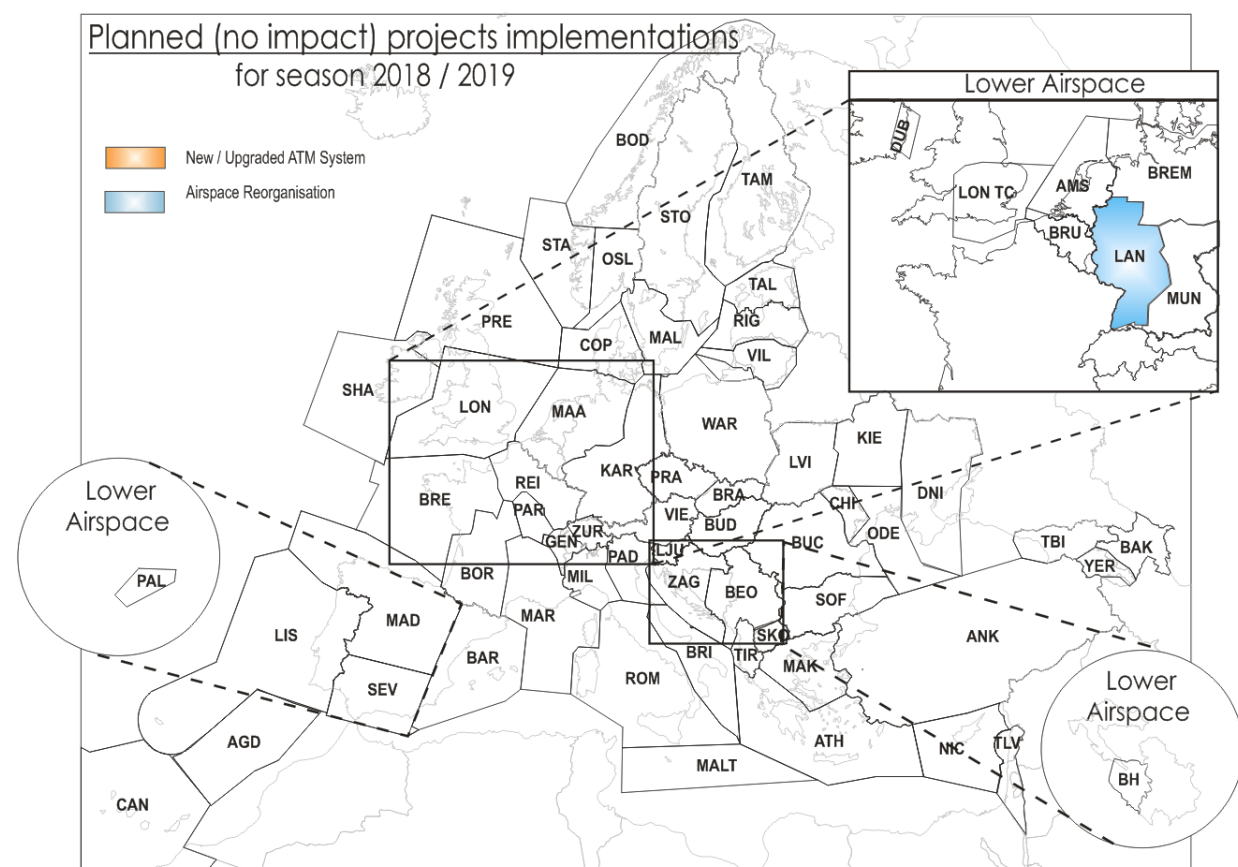 Planned (no impact) projects implementations
for season 2018 / 2019
New / Upgraded ATM System
Airspace Reorganisation
Lower Airspace
DUB
LON TC
AMS
BREM
BRU
LAN
MUN
BOD
TAM
STO
STA
OSL
TAL
RIG
PRE
COP
MAL
VIL
SHA
LON
MAA
WAR
KIE
LVI
KAR
PRA
REI
BRE
PAR
BRA
DNI
VIE
CHI
BUD
ZUR
GEN
ODE
LJU
BUC
PAD
TBI
BAK
YER
BOR
MIL
ZAG
BEO
SOF
MAR
MAD
LIS
SKO
ANK
BAR
BRI
TIR
MAK
SEV
ROM
AGD
ATH
NIC
TLV
MALT
CAN
Lower
Airspace
PAL
Lower
Airspace
BH